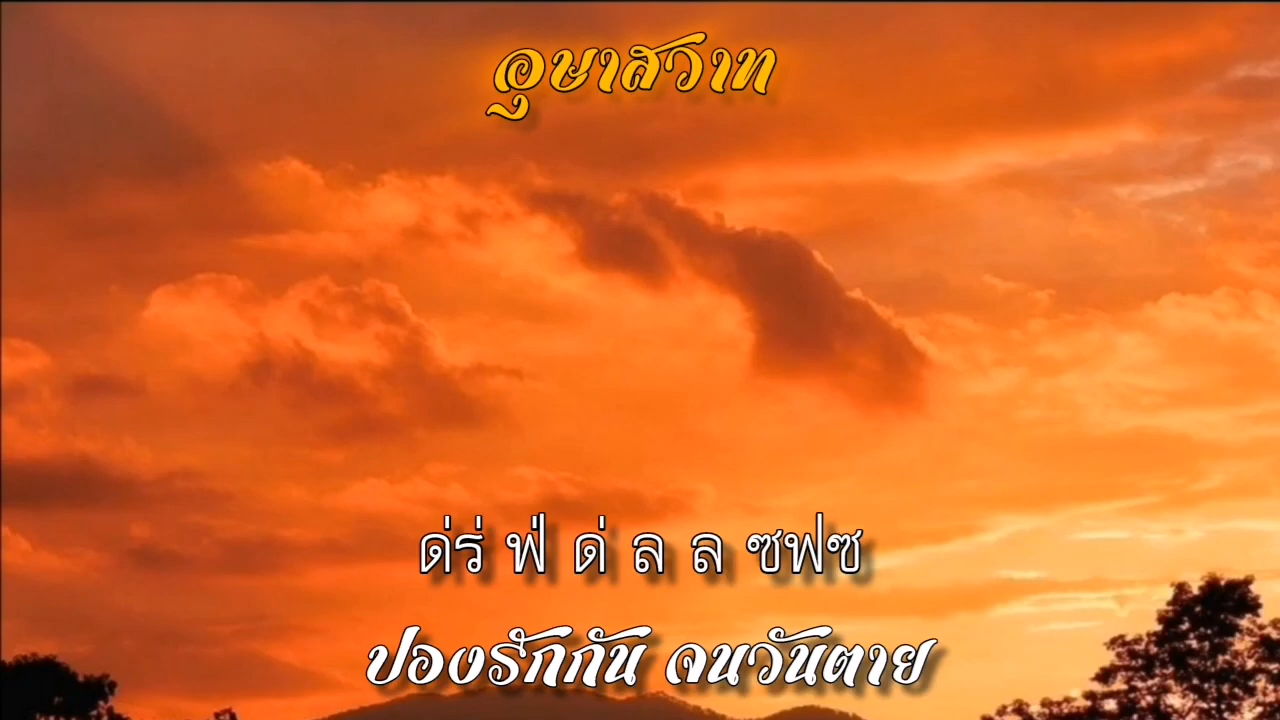 อุษาสวาท
ด่ร่ ฟ่ ด่ ล ล ซฟซ
ปองรักกัน จนวันตาย